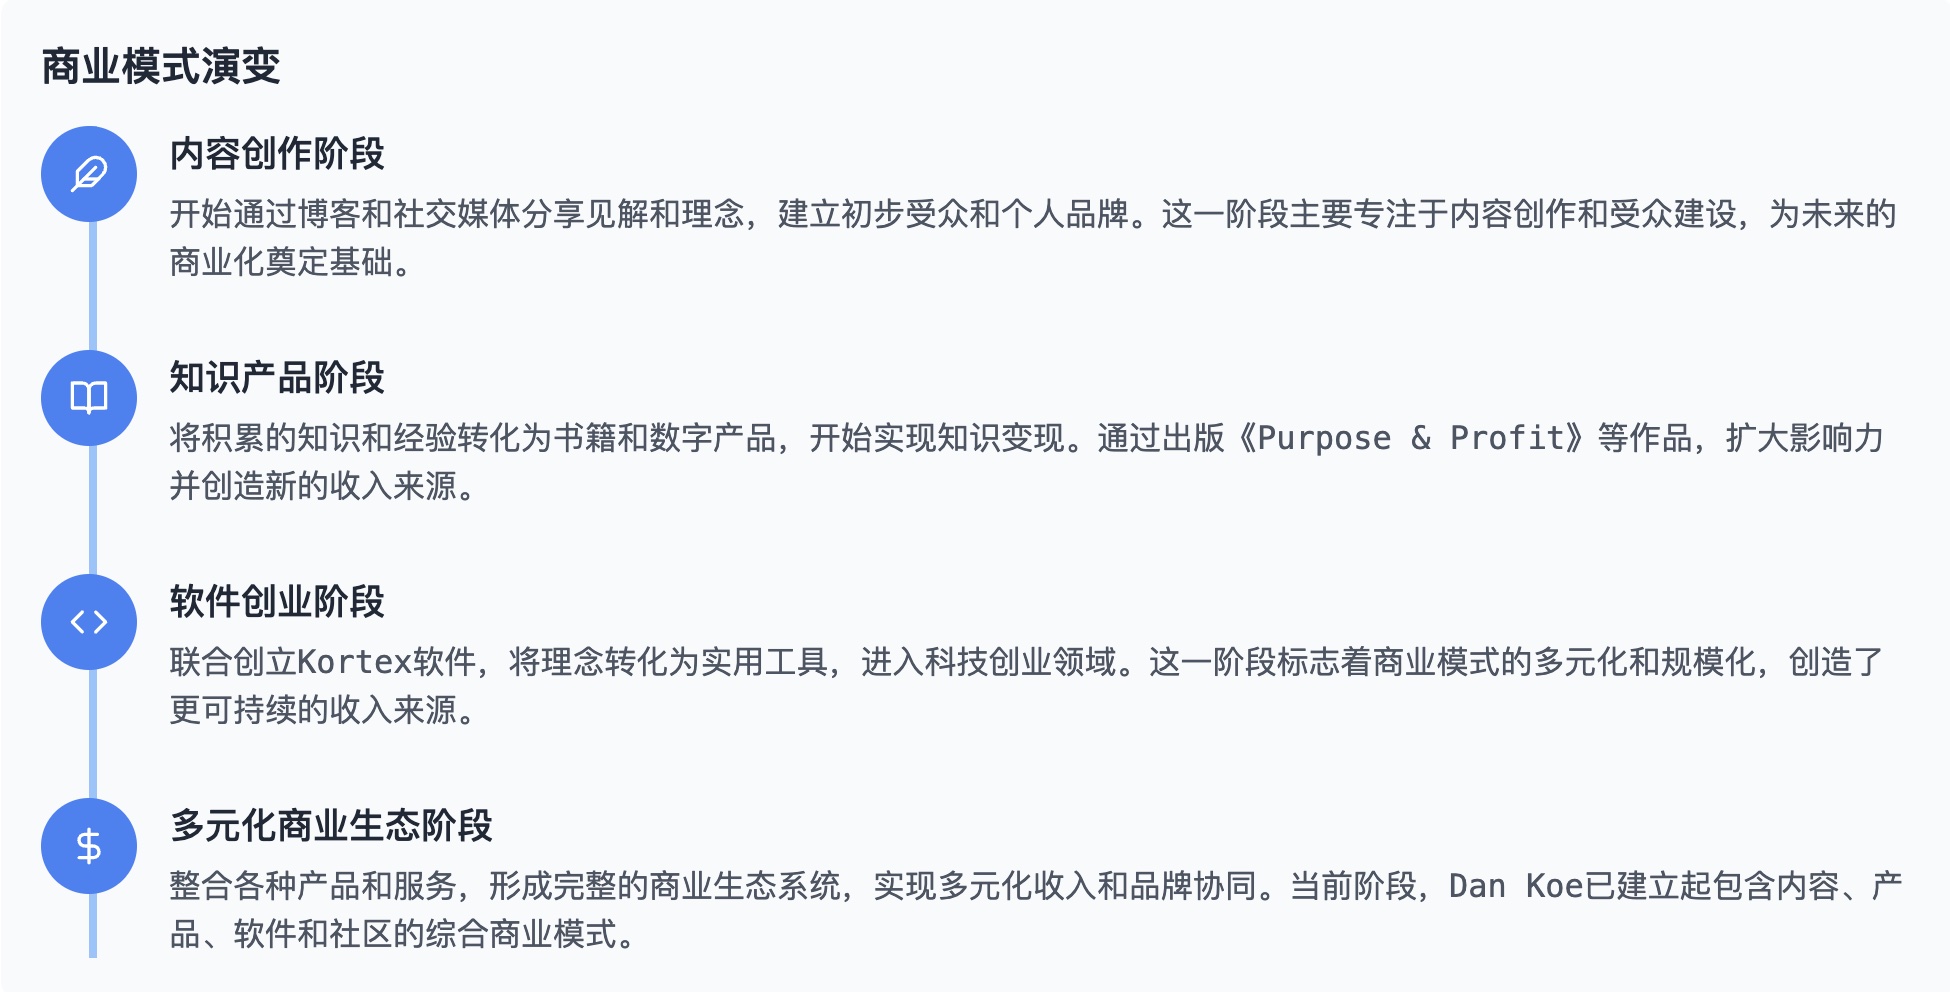 商业模式演变
内容创作阶段
开始通过博客和社交媒体分享见解和理念，建立初步受众和个人品牌。这一阶段主要专注于内容创作和受众建设，为未来的
商业化奠定基础。
知识产品阶段
将积累的知识和经验转化为书籍和数字产品，开始实现知识变现。通过出版《Purpose & Profit》等作品，扩大影响力
并创造新的收入来源。
软件创业阶段
联合创立Kortex软件，将理念转化为实用工具，进入科技创业领域。这一阶段标志着商业模式的多元化和规模化，创造了
更可持续的收入来源。
多元化商业生态阶段
整合各种产品和服务，形成完整的商业生态系统，实现多元化收入和品牌协同。当前阶段，Dan Koe已建立起包含内容、产
品、软件和社区的综合商业模式。